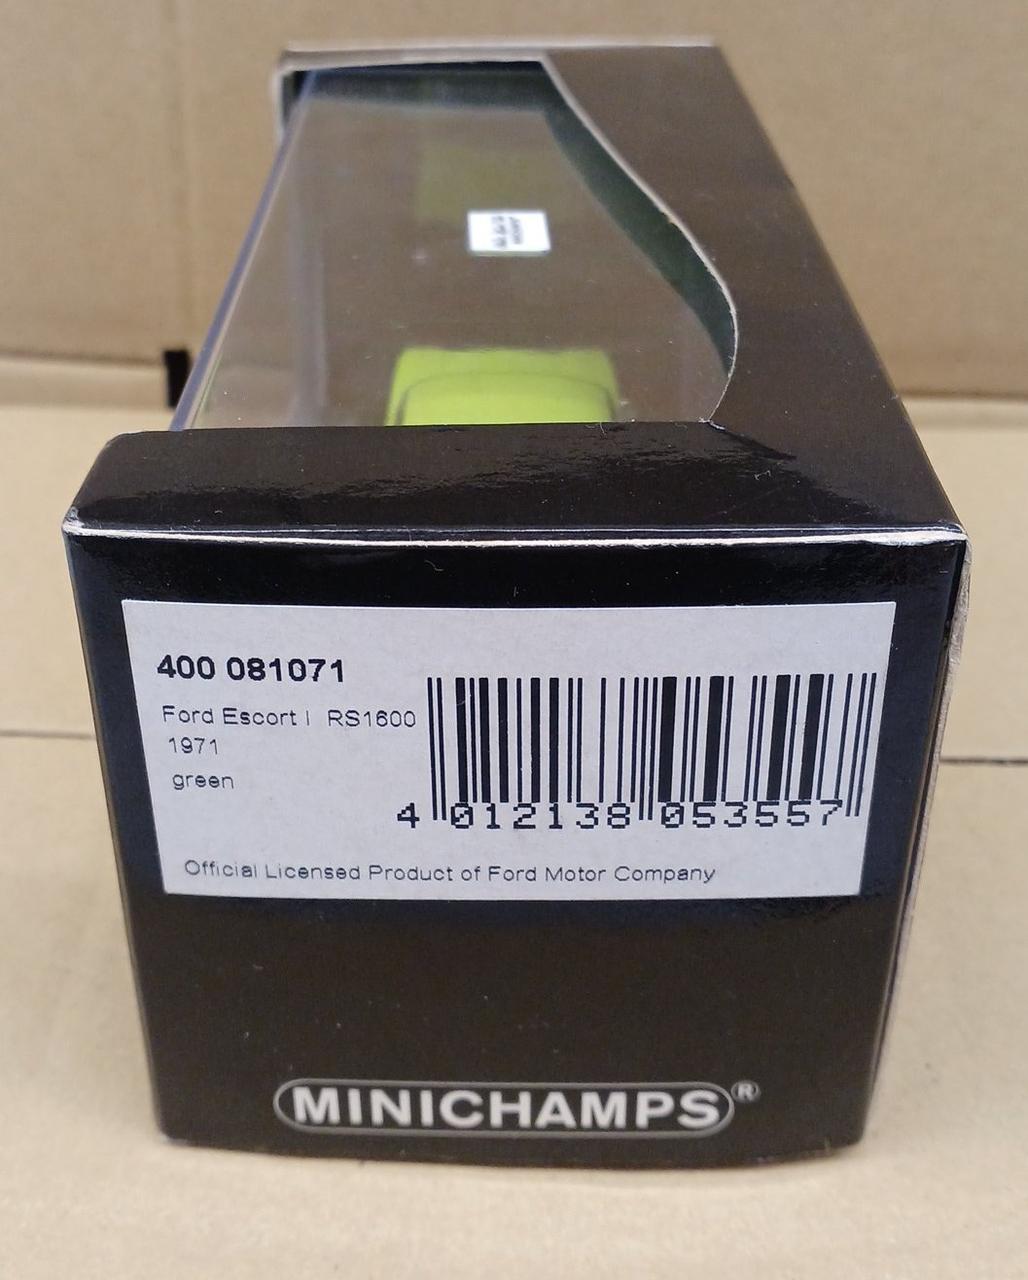 400 081071
Ford Escort I RS1600
1971
green
4 012138 053557
Official Licensed Product of Ford Motor Company
MINICHAMPS®